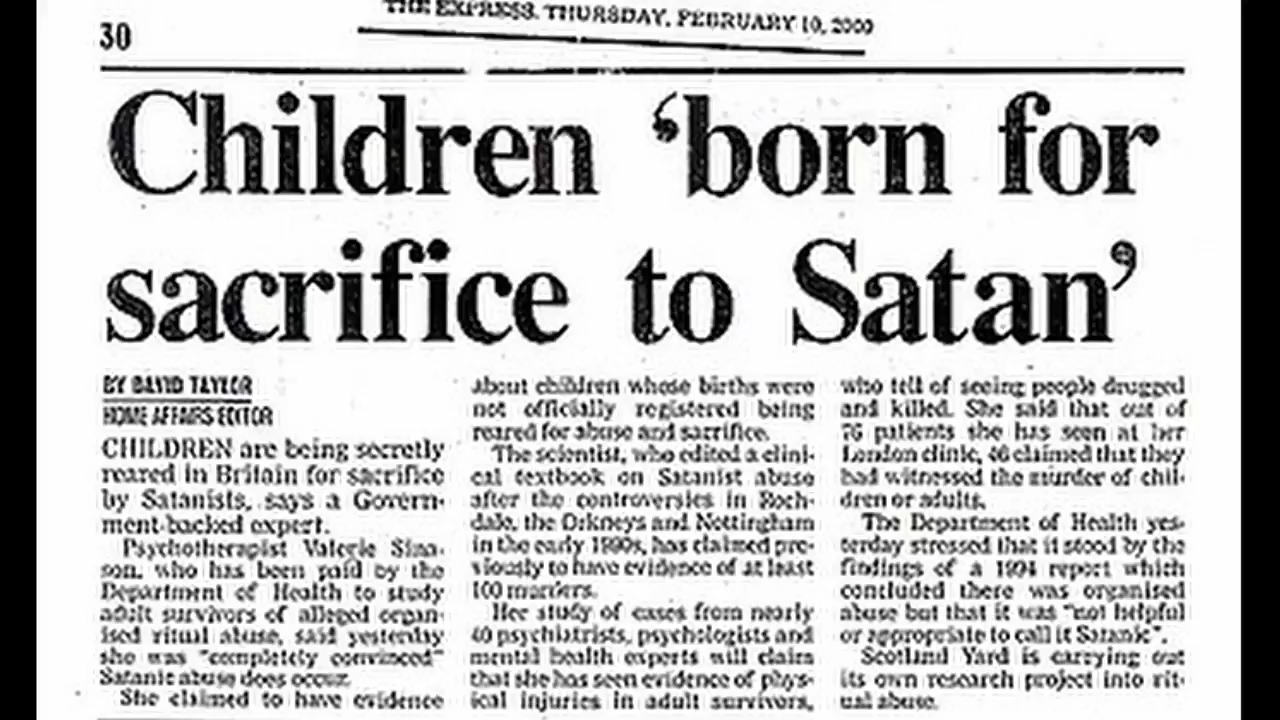 THE EXPRESS, THURSDAY, FEBRUARY 10, 2000
30
Children ‘born for
sacrifice to Satan’
BY DAVID TAYLOR
HOME AFFAIRS EDITOR
CHILDREN are being secretly
reared in Britain for sacrifice
by Satanists, says a Govern-
ment-backed expert.
Psychotherapist Valerie Sina-
son, who has been paid by the
Department of Health to study
adult survivors of alleged organ-
ised ritual abuse, said yesterday
she was "completely convinced"
Satanic abuse does occur.
She claimed to have evidence
about children whose births were
not officially registered being
reared for abuse and sacrifice.
The scientist, who edited a clini-
cal textbook on Satanist abuse
after the controversies in Roch-
dale, the Orkneys and Nottingham
in the early 1990s, has claimed pre-
viously to have evidence of at least
100 murders.
Her study of cases from nearly
40 psychiatrists, psychologists and
mental health experts will claim
that she has seen evidence of phys-
ical injuries in adult survivors,
who tell of seeing people drugged
and killed. She said that out of
76 patients she has seen at her
London clinic, 46 claimed that they
had witnessed the murder of chil-
dren or adults.
The Department of Health yes-
terday stressed that it stood by the
findings of a 1994 report which
concluded there was organised
abuse but that it was "not helpful
or appropriate to call it Satanic".
Scotland Yard is carrying out
its own research project into rit-
ual abuse.